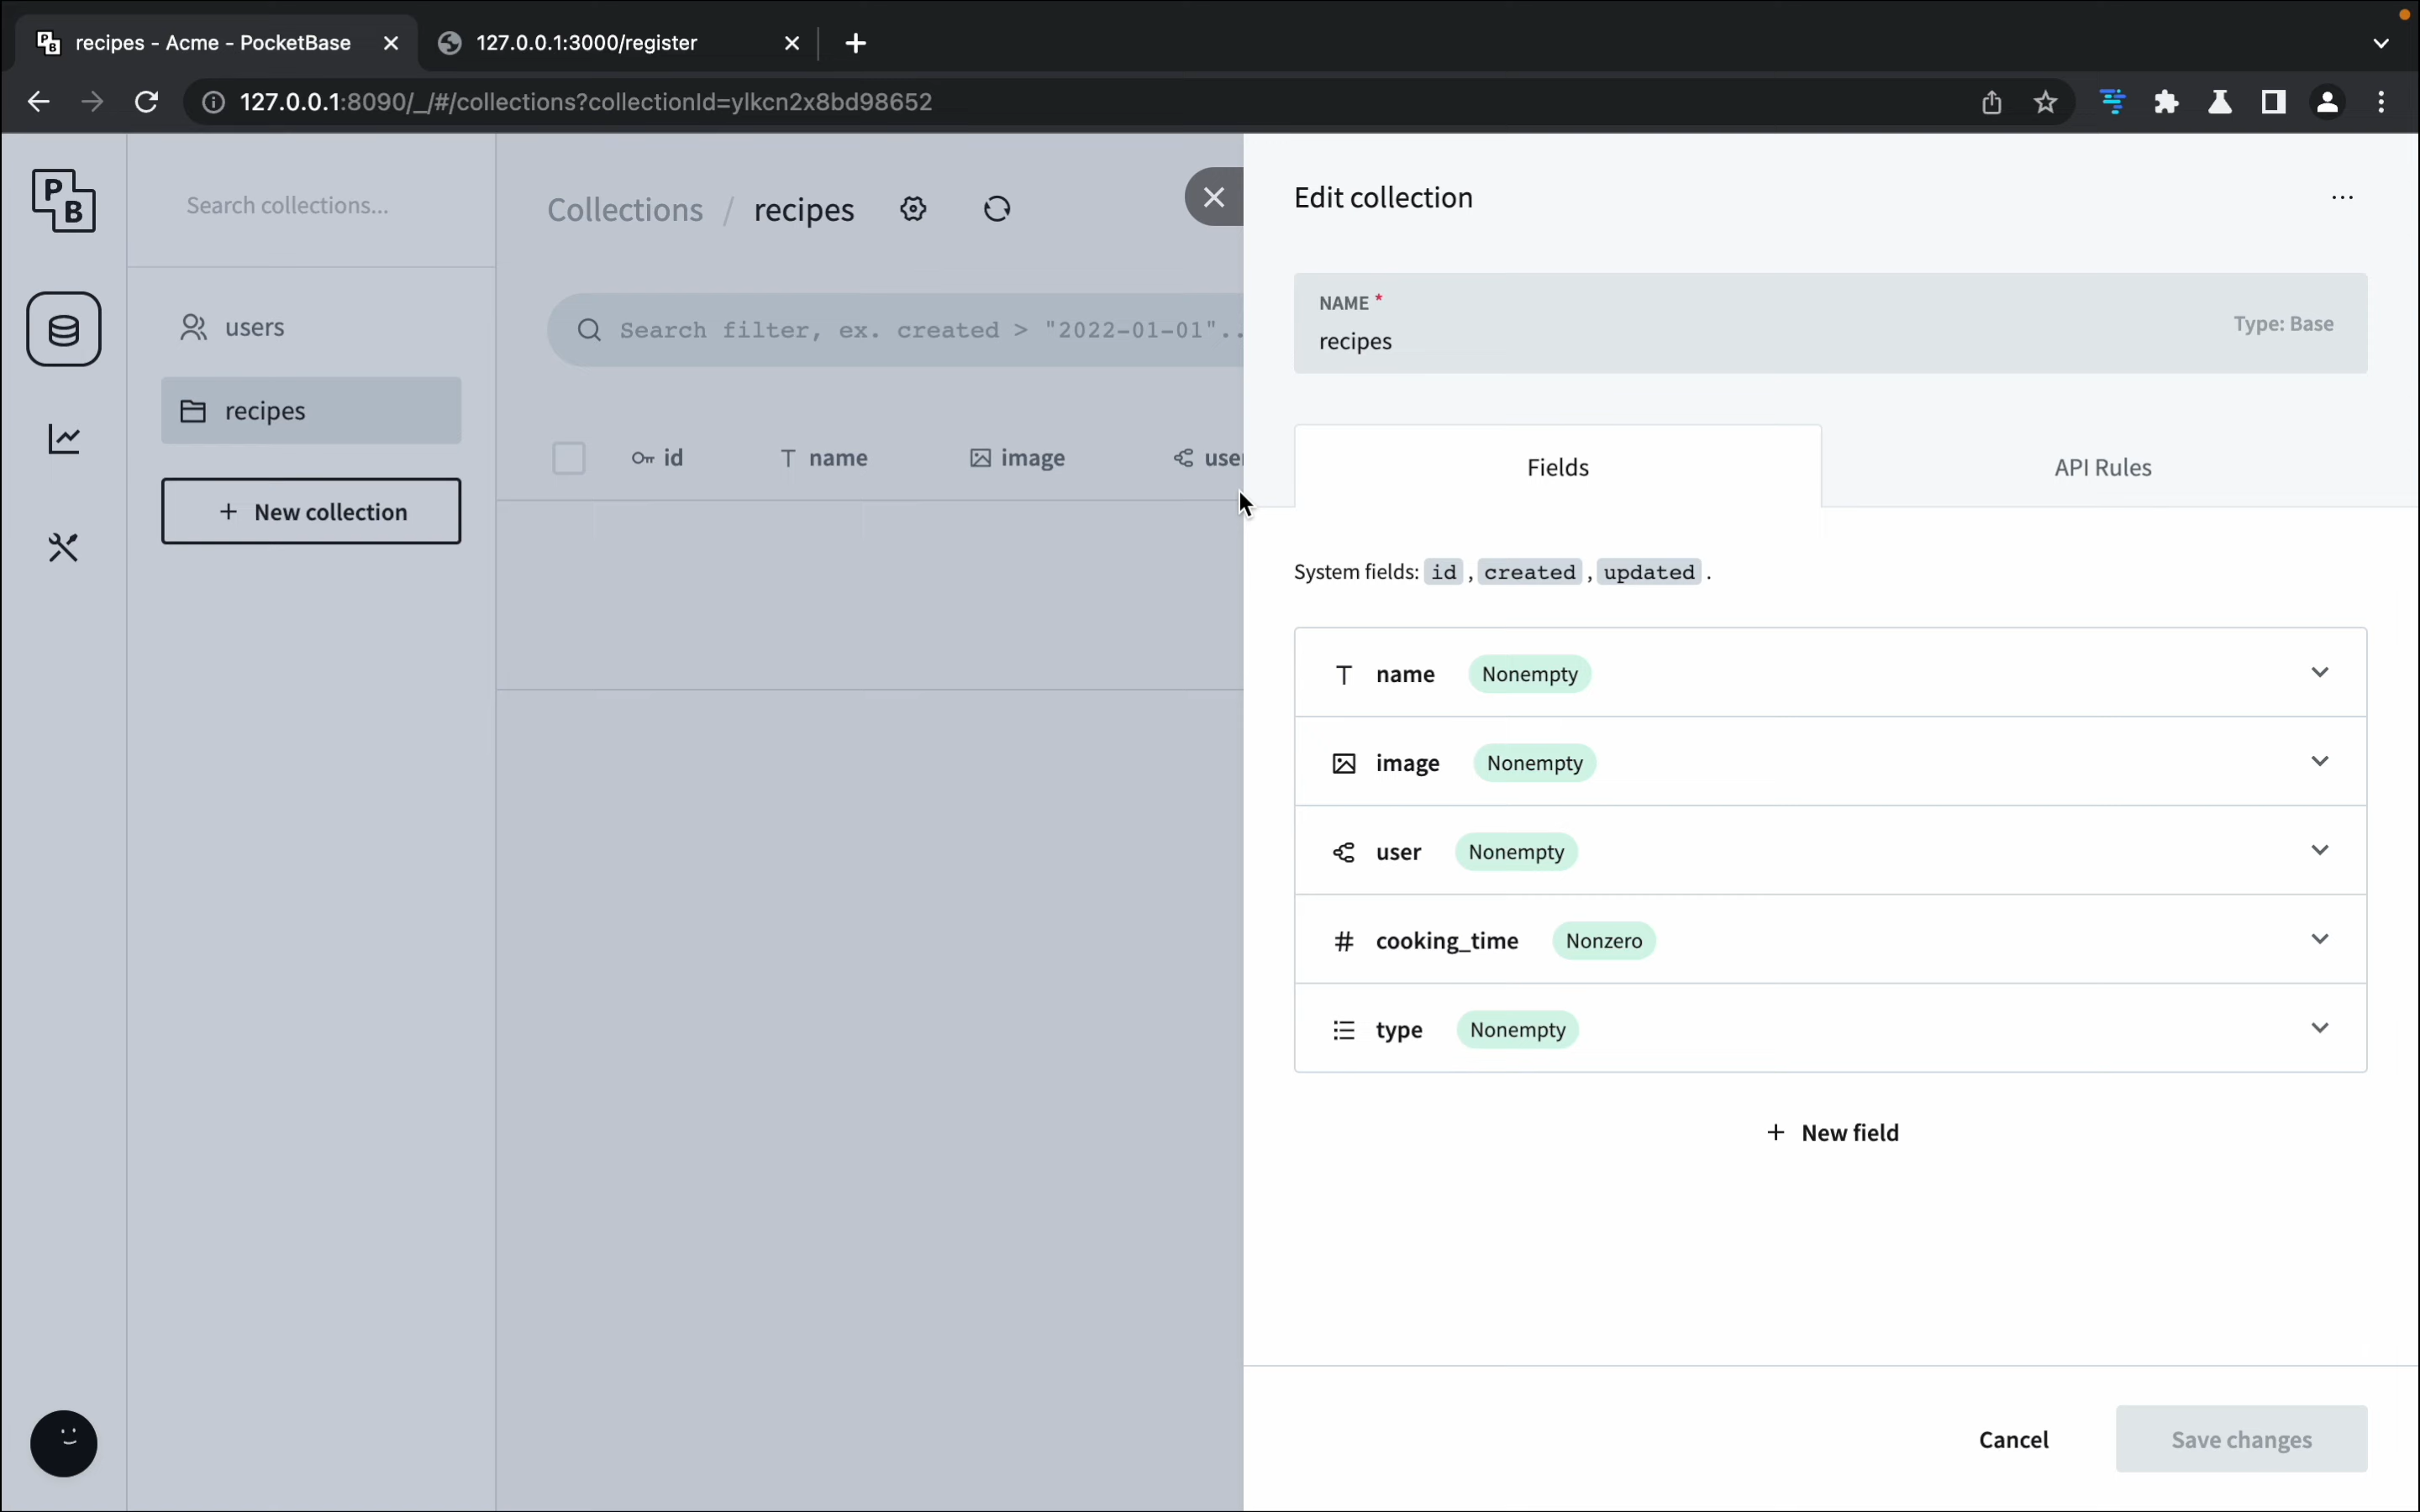 recipes - Acme - PocketBase
127.0.0.1:3000/register
127.0.0.1:8090/_/#/collections?collectionId=ylkcn2x8bd98652
P
B
Search collections...
users
recipes
+ New collection
Collections / recipes
Search filter, ex. created > "2022-01-01"..
id name image user
Edit collection
NAME *
recipes
Type: Base
Fields
API Rules
System fields: id , created , updated .
name Nonempty
image Nonempty
user Nonempty
# cooking_time Nonzero
type Nonempty
+ New field
Cancel
Save changes